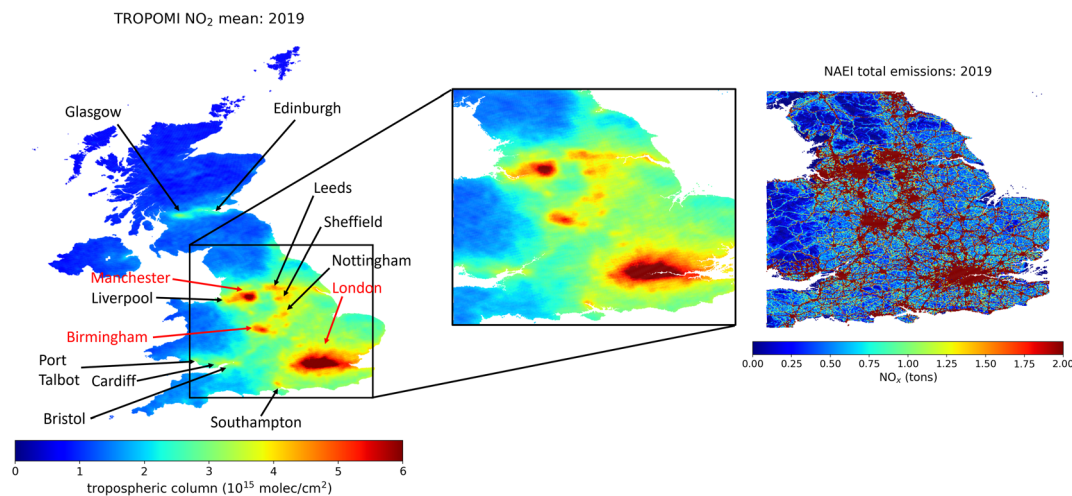 TROPOMI NO₂ mean: 2019
Glasgow
Edinburgh
Leeds
Sheffield
Nottingham
Manchester
Liverpool
London
Birmingham
Port
Talbot
Cardiff
Bristol
Southampton
0 1 2 3 4 5 6
tropospheric column (10¹⁵ molec/cm²)
NAEI total emissions: 2019
0.00 0.25 0.50 0.75 1.00 1.25 1.50 1.75 2.00
NOₓ (tons)